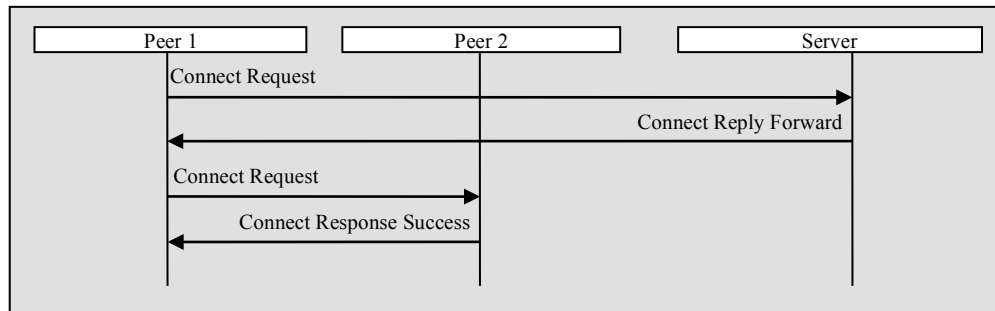 Peer 1
Peer 2
Server
Connect Request
Connect Reply Forward
Connect Request
Connect Response Success